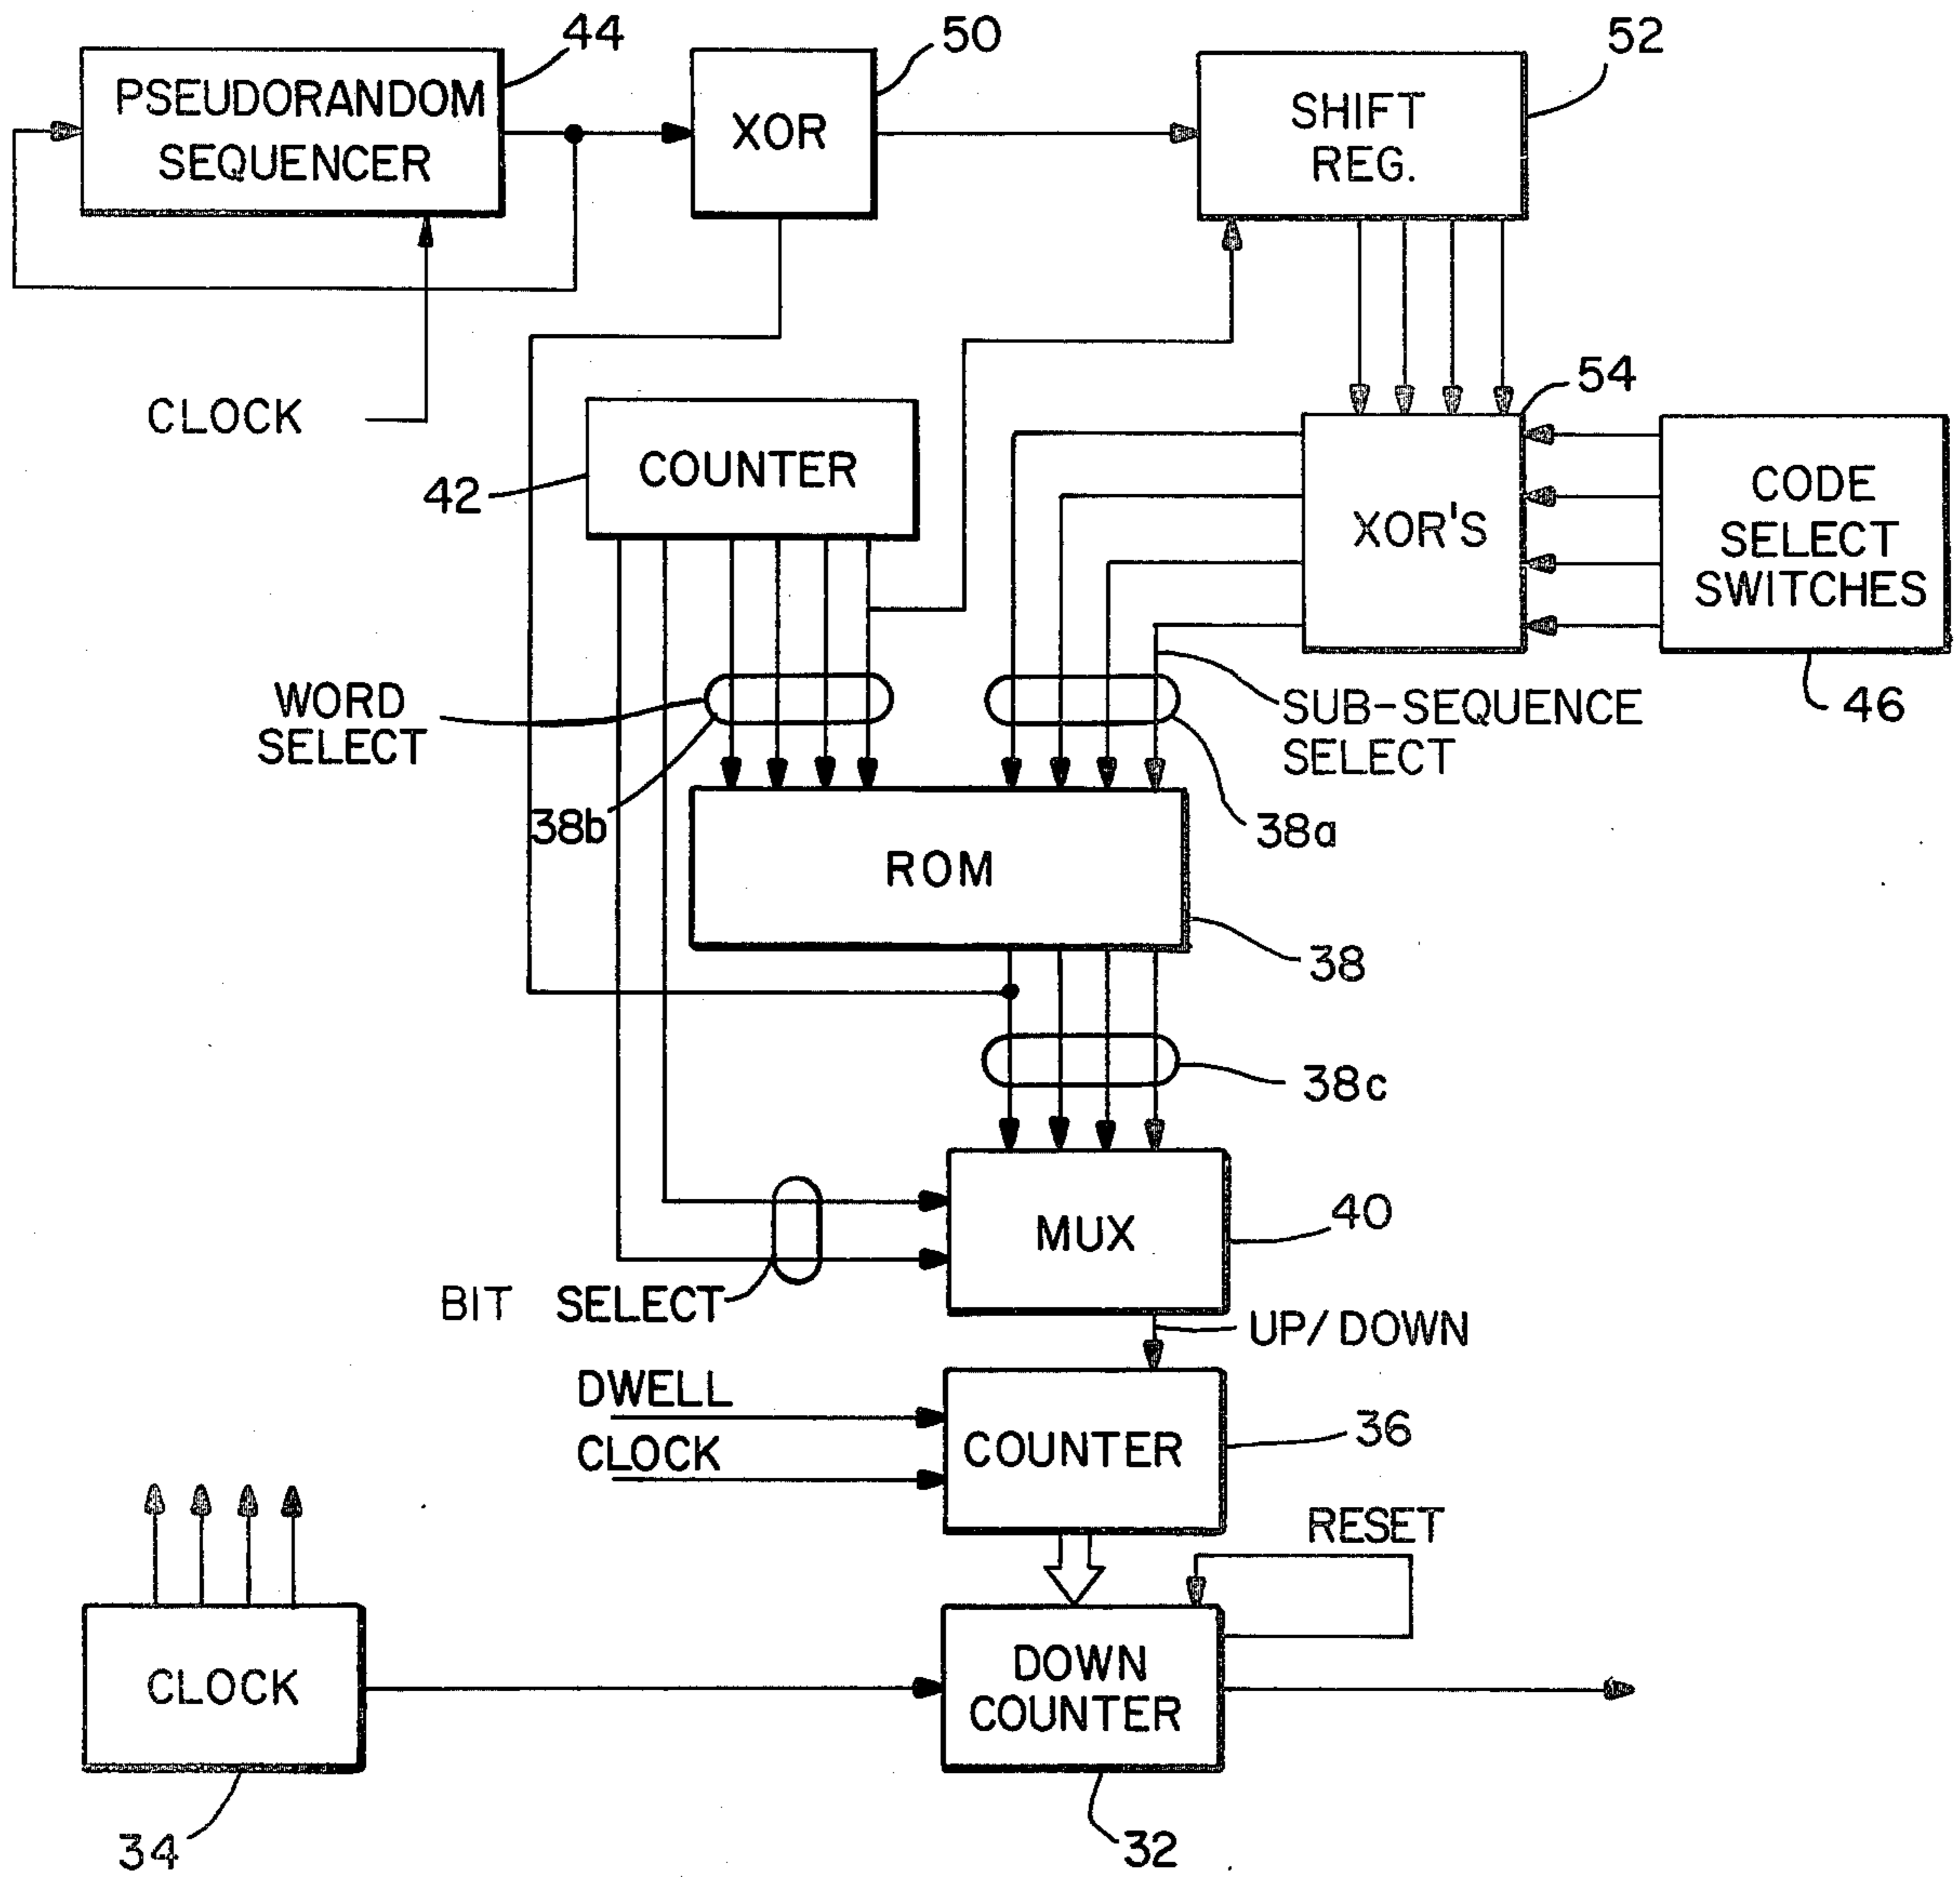 44
50
52
PSEUDORANDOM
SEQUENCER
XOR
SHIFT
REG.
CLOCK
54
COUNTER
42
XOR'S
CODE
SELECT
SWITCHES
WORD
SELECT
SUB-SEQUENCE
SELECT
46
38b
38a
ROM
38
38c
MUX
40
BIT SELECT
UP/DOWN
DWELL
CLOCK
COUNTER
36
RESET
CLOCK
DOWN
COUNTER
34
32